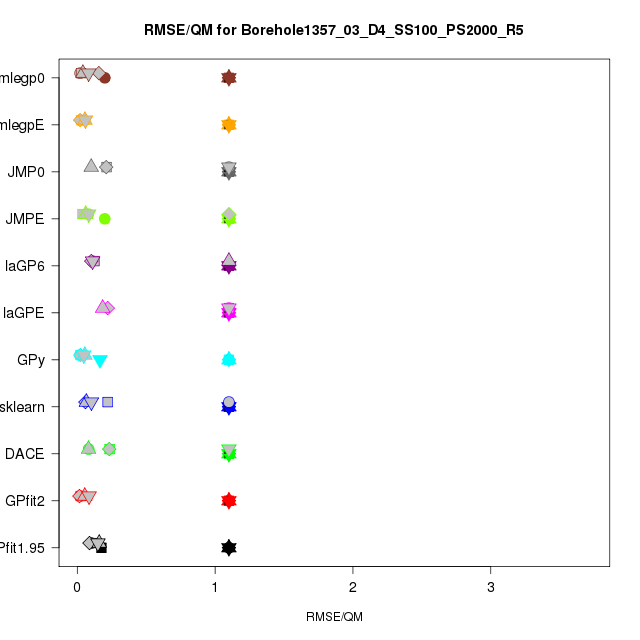 RMSE/QM for Borehole1357_03_D4_SS100_PS2000_R5
mlegp0
mlegpE
JMP0
JMPE
laGP6
laGPE
GPy
sklearn
DACE
GPfit2
Pfit1.95
0 1 2 3
RMSE/QM